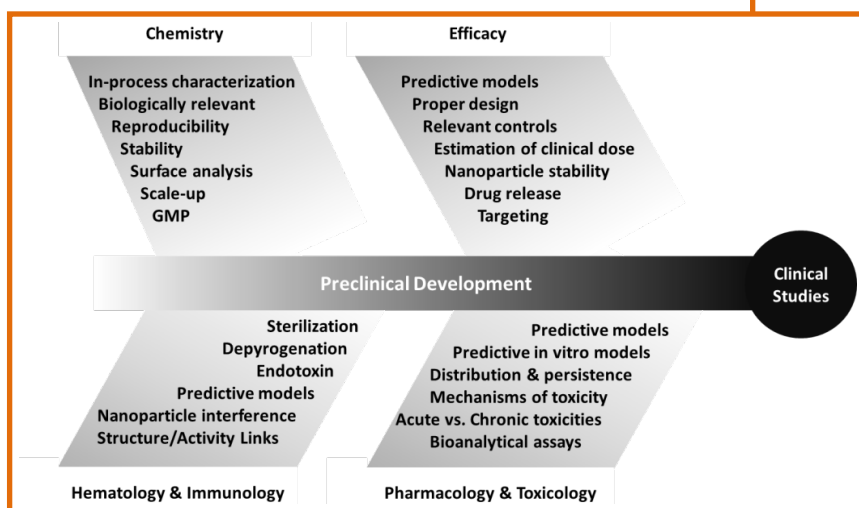 Chemistry
In-process characterization
Biologically relevant
Reproducibility
Stability
Surface analysis
Scale-up
GMP
Efficacy
Predictive models
Proper design
Relevant controls
Estimation of clinical dose
Nanoparticle stability
Drug release
Targeting
Preclinical Development
Clinical
Studies
Sterilization
Depyrogenation
Endotoxin
Predictive models
Nanoparticle interference
Structure/Activity Links
Hematology & Immunology
Predictive models
Predictive in vitro models
Distribution & persistence
Mechanisms of toxicity
Acute vs. Chronic toxicities
Bioanalytical assays
Pharmacology & Toxicology